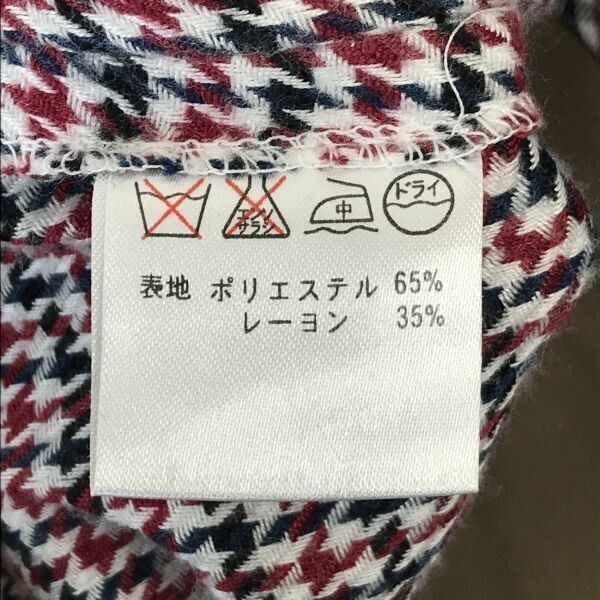 エンソ
サラシ
中
ドライ
表地 ポリエステル 65%
レーヨン 35%